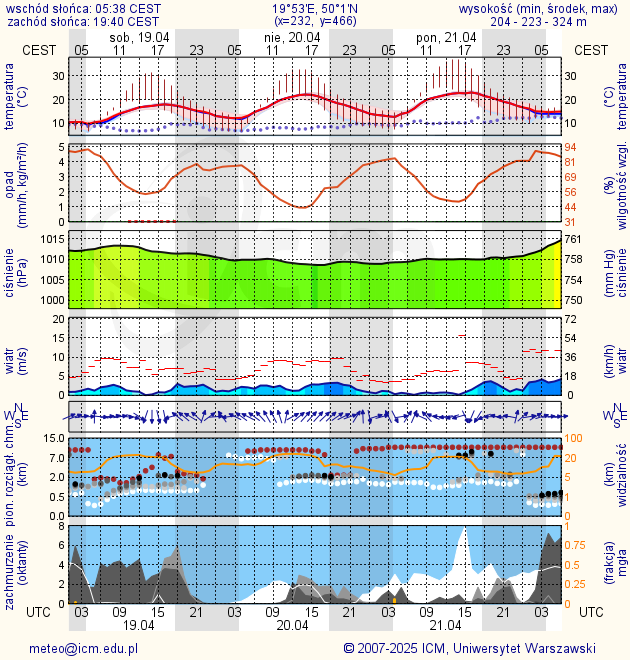 wschód słońca: 05:38 CEST 19°53'E, 50°1'N wysokość (min, środek, max)
zachód słońca: 19:40 CEST (x=232, y=466) 204 - 223 - 324 m
sob, 19.04 nie, 20.04 pon, 21.04
CEST 05 11 17 23 05 11 17 23 05 11 17 23 05 CEST
temperatura
(°C)
30
20
10
30
20
10
(°C)
temperatura
opad
(mm/h, kg/m²/h)
5
4
3
2
1
0
94
81
69
56
44
31
(%)
wilgotność wzgl.
ciśnienie
(hPa)
1015
1010
1005
1000
761
758
754
750
(mm Hg)
ciśnienie
wiatr
(m/s)
20
15
10
5
0
72
54
36
18
0
(km/h)
wiatr
N
W E
S
N
W E
S
pion. rozciągł. chm.
(km)
15.0
7.0
2.0
0.5
0.0
100
20
5
1
0
(km)
widzialność
zachmurzenie
(oktanty)
8
6
4
2
0
1
0.75
0.5
0.25
0
(frakcja)
mgła
UTC 03 09 15 21 03 09 15 21 03 09 15 21 03 UTC
19.04 20.04 21.04
meteo@icm.edu.pl © 2007-2025 ICM, Uniwersytet Warszawski